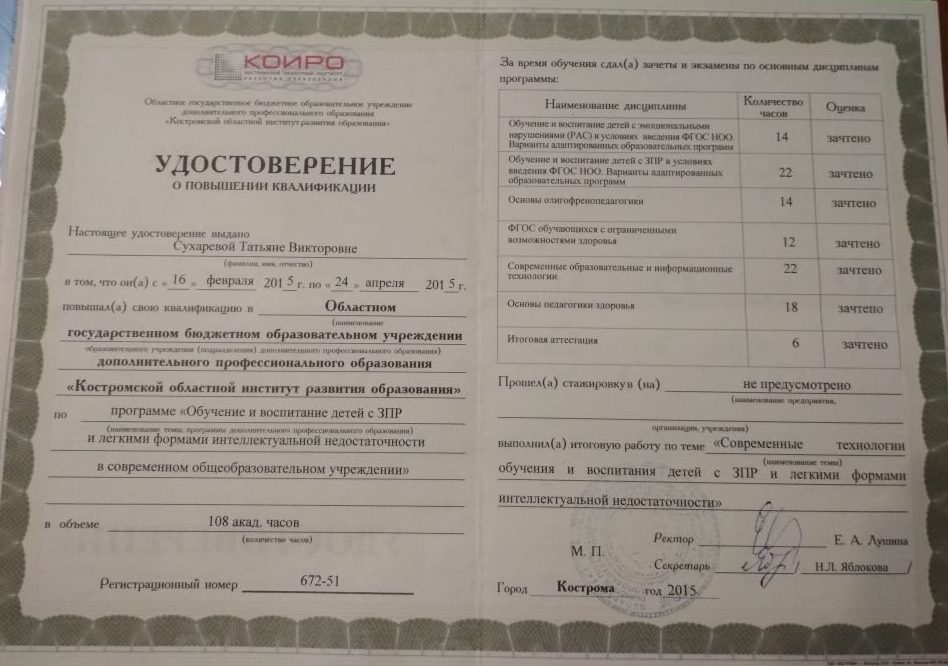 КОИРО
КОСТРОМСКОЙ ОБЛАСТНОЙ ИНСТИТУТ
РАЗВИТИЯ ОБРАЗОВАНИЯ
Областное государственное бюджетное образовательное учреждение
дополнительного профессионального образования
«Костромской областной институт развития образования»
УДОСТОВЕРЕНИЕ
О ПОВЫШЕНИИ КВАЛИФИКАЦИИ
Настоящее удостоверение выдано
Сухаревой Татьяне Викторовне
(фамилия, имя, отчество)
в том, что он(а) с « 16 » февраля 2015 г. по « 24 » апреля 2015 г.
повышал(а) свою квалификацию в Областном
(наименование
государственном бюджетном образовательном учреждении
образовательного учреждения (подразделения) дополнительного профессионального образования)
дополнительного профессионального образования
«Костромской областной институт развития образования»
по программе «Обучение и воспитание детей с ЗПР
(наименование темы, программы дополнительного профессионального образования)
и легкими формами интеллектуальной недостаточности
в современном общеобразовательном учреждении»
в объеме 108 акад. часов
(количество часов)
Регистрационный номер 672-51
За время обучения сдал(а) зачеты и экзамены по основным дисциплинам
программы:
Наименование дисциплины Количество часов Оценка
Обучение и воспитание детей с эмоциональными
нарушениями (РАС) в условиях введения ФГОС НОО.
Варианты адаптированных образовательных программ
14 зачтено
Обучение и воспитание детей с ЗПР в условиях
введения ФГОС НОО. Варианты адаптированных
образовательных программ
22 зачтено
Основы олигофренопедагогики 14 зачтено
ФГОС обучающихся с ограниченными
возможностями здоровья
12 зачтено
Современные образовательные и информационные
технологии
22 зачтено
Основы педагогики здоровья 18 зачтено
Итоговая аттестация 6 зачтено
Прошел(а) стажировку в (на) не предусмотрено
(наименование предприятия,
организации, учреждения)
выполнил(а) итоговую работу по теме «Современные технологии
(наименование темы)
обучения и воспитания детей с ЗПР и легкими формами
интеллектуальной недостаточности»
Ректор Е. А. Лушина
М. П.
Секретарь Н.Л. Яблокова
Город Кострома год 2015